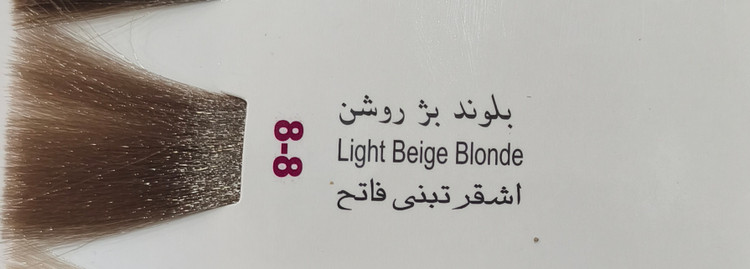 8-8
بلوند بژ روشن
Light Beige Blonde
اشقر تبنی فاتح